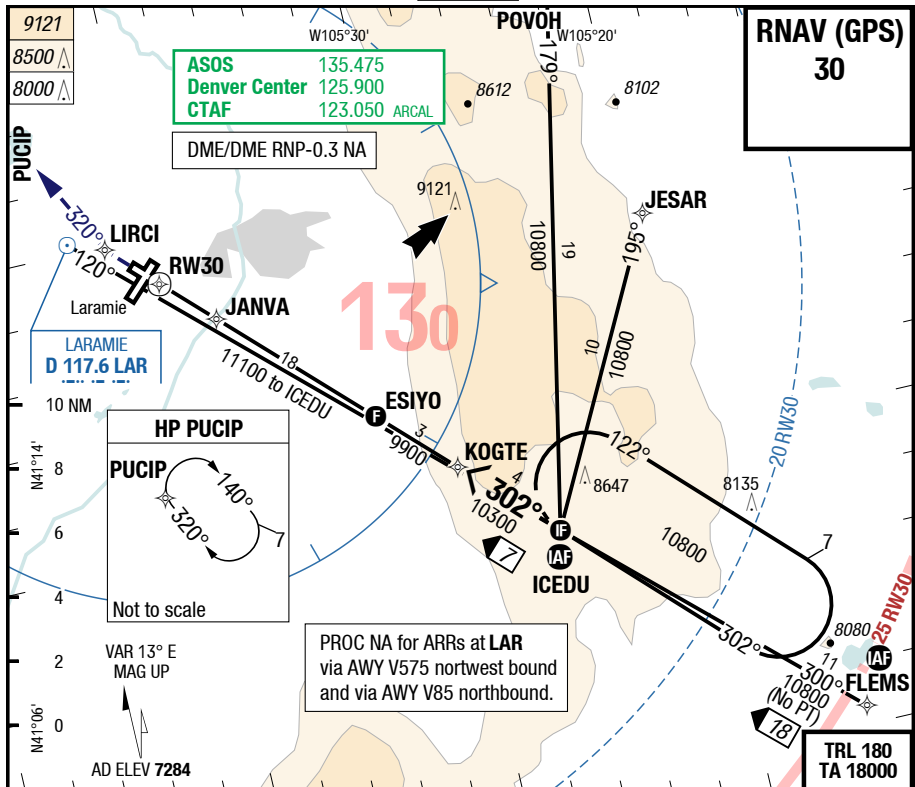 9121
8500
8000
W105°30'
POVOH
W105°20'
RNAV (GPS)
30
ASOS 135.475
Denver Center 125.900
CTAF 123.050 ARCAL
DME/DME RNP-0.3 NA
179°
8612
8102
PUCIP
9121
JESAR
320°
LIRCI
195°
120°
RW30
10800
19
Laramie
JANVA
130
LARAMIE
D 117.6 LAR
18
11100 to ICEDU
10
10800
10 NM
ESIYO
F
3
9900
KOGTE
122°
20 RW30
HP PUCIP
N41°14'
8
PUCIP
140°
320°
7
Not to scale
4
302°
10300
8647
8135
IF
IAF
ICEDU
10800
7
6
7
4
302°
8080
25 RW30
IAF
11
300°
FLEMS
10800
(No PT)
18
VAR 13° E
MAG UP
PROC NA for ARRs at LAR
via AWY V575 nortwest bound
and via AWY V85 northbound.
2
N41°06'
0
AD ELEV 7284
TRL 180
TA 18000